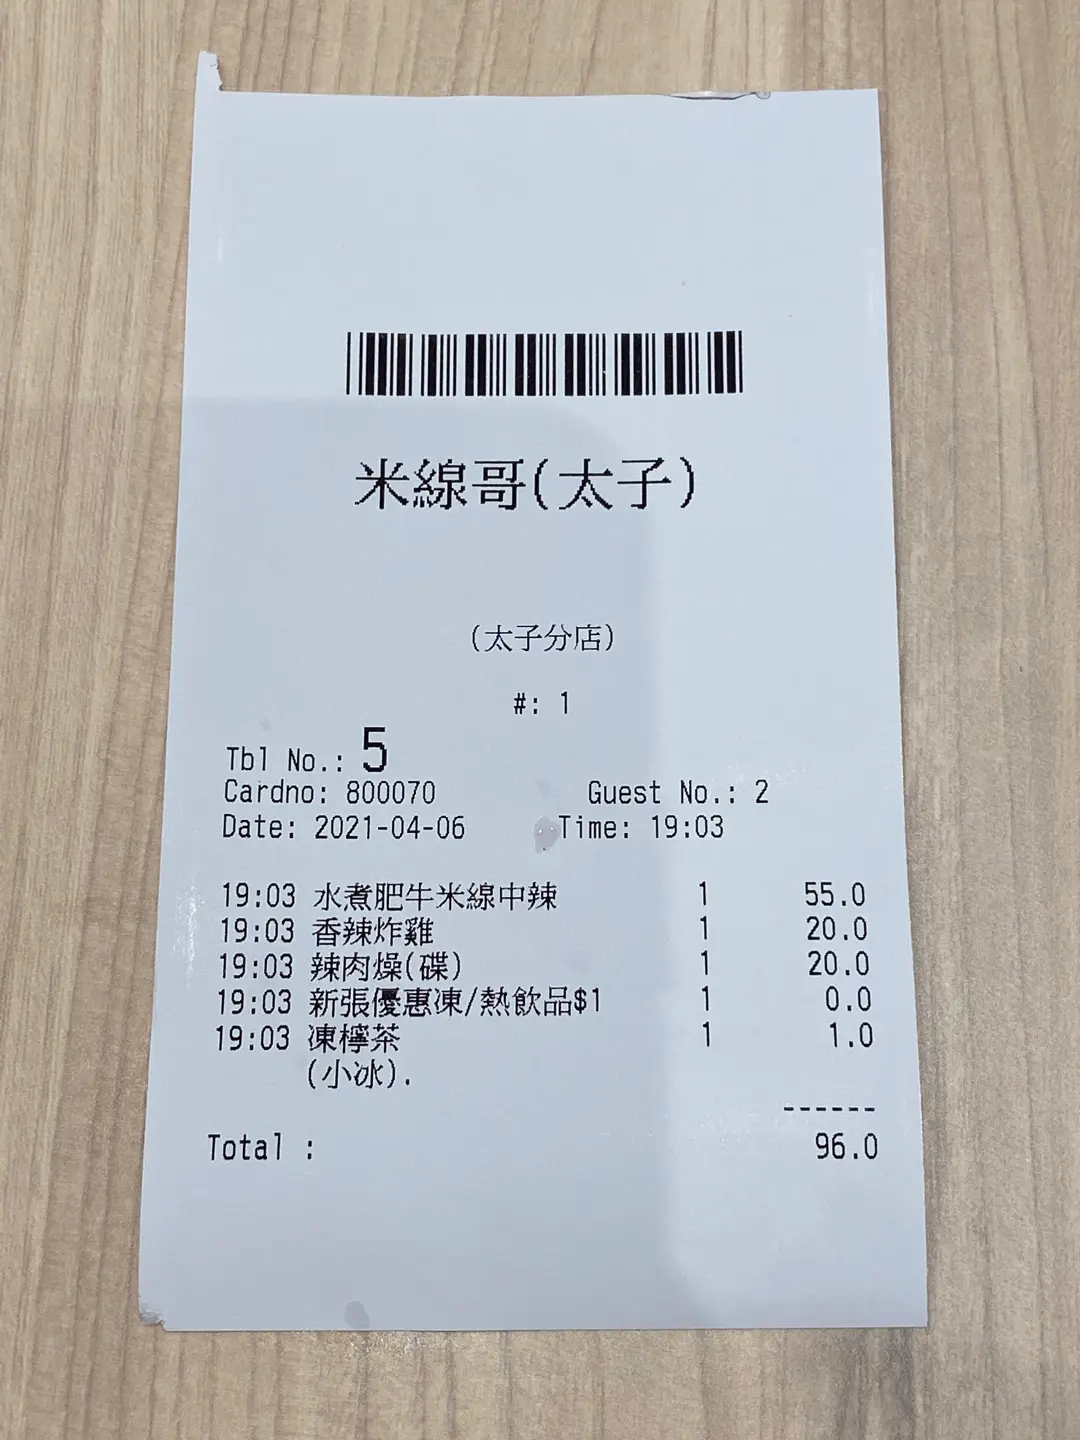 米線哥(太子)
(太子分店)
#: 1
Tbl No.: 5
Cardno: 800070 Guest No.: 2
Date: 2021-04-06 Time: 19:03
19:03 水煮肥牛米線中辣 1 55.0
19:03 香辣炸雞 1 20.0
19:03 辣肉燥(碟) 1 20.0
19:03 新張優惠凍/熱飲品$1 1 0.0
19:03 凍檸茶 1 1.0
(小冰).
------
Total : 96.0